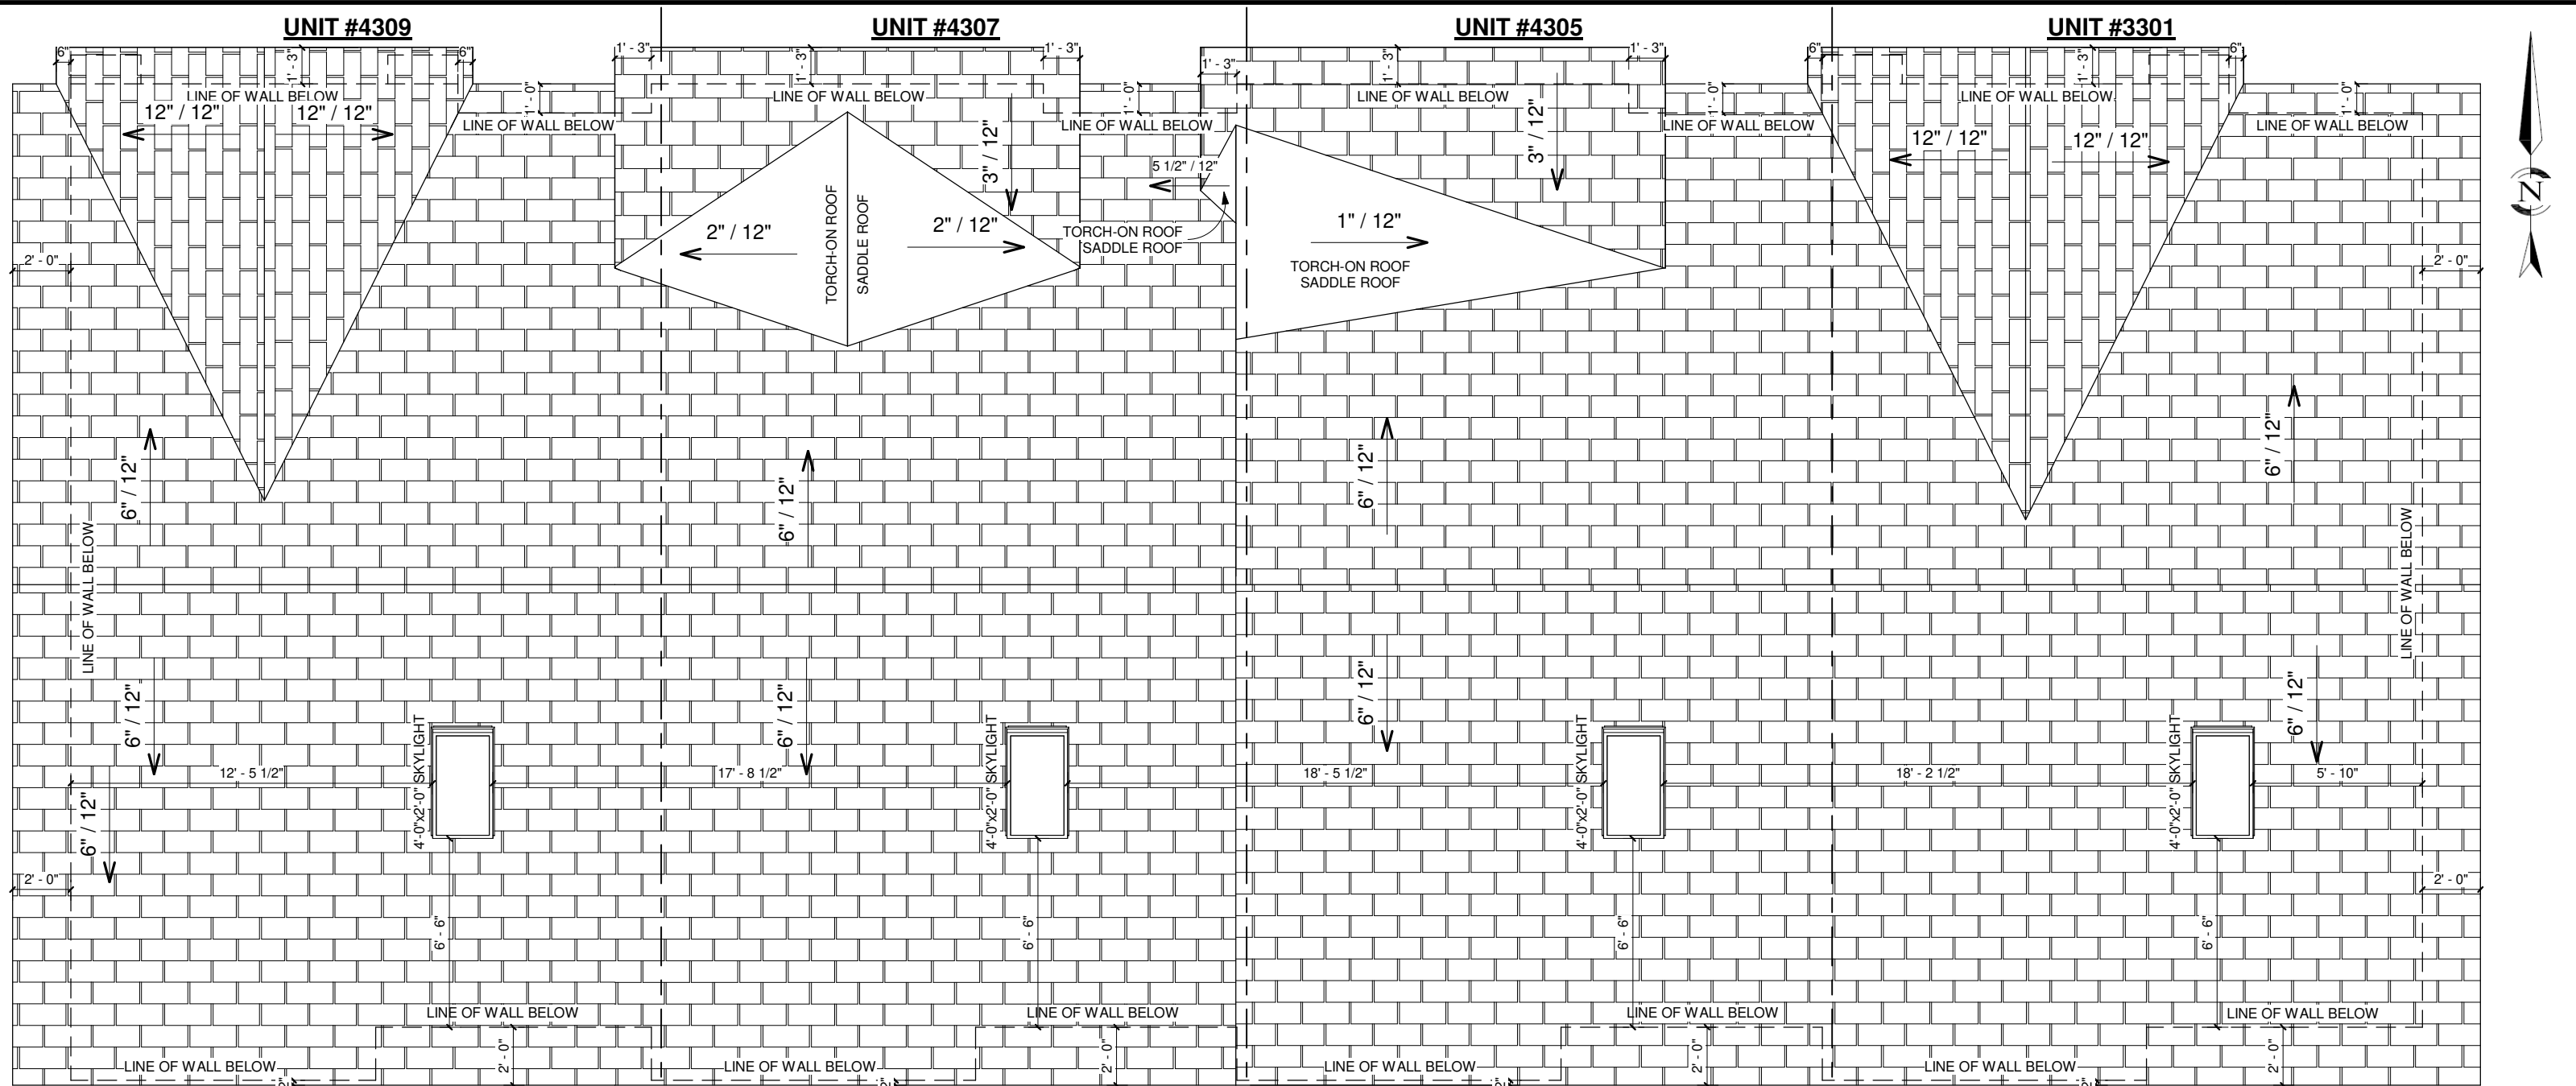 UNIT #4309
UNIT #4307
UNIT #4305
UNIT #3301
6"
1' - 3"
6"
1' - 3"
1' - 3"
1' - 3"
1' - 3"
1' - 3"
1' - 3"
6"
1' - 3"
6"
LINE OF WALL BELOW
1' - 0"
LINE OF WALL BELOW
1' - 0"
LINE OF WALL BELOW
1' - 0"
LINE OF WALL BELOW
1' - 0"
12" / 12"
12" / 12"
LINE OF WALL BELOW
LINE OF WALL BELOW
LINE OF WALL BELOW
LINE OF WALL BELOW
3" / 12"
3" / 12"
12" / 12"
12" / 12"
5 1/2" / 12"
N
2" / 12"
TORCH-ON ROOF
SADDLE ROOF
2" / 12"
TORCH-ON ROOF
SADDLE ROOF
1" / 12"
TORCH-ON ROOF
SADDLE ROOF
2' - 0"
2' - 0"
6" / 12"
6" / 12"
6" / 12"
6" / 12"
LINE OF WALL BELOW
LINE OF WALL BELOW
6" / 12"
6" / 12"
6" / 12"
6" / 12"
4'-0"x2'-0" SKYLIGHT
4'-0"x2'-0" SKYLIGHT
4'-0"x2'-0" SKYLIGHT
4'-0"x2'-0" SKYLIGHT
12' - 5 1/2"
17' - 8 1/2"
18' - 5 1/2"
18' - 2 1/2"
5' - 10"
6" / 12"
2' - 0"
2' - 0"
6' - 6"
6' - 6"
6' - 6"
6' - 6"
LINE OF WALL BELOW
LINE OF WALL BELOW
LINE OF WALL BELOW
LINE OF WALL BELOW
2' - 0"
2' - 0"
2' - 0"
2' - 0"
LINE OF WALL BELOW
LINE OF WALL BELOW
LINE OF WALL BELOW
LINE OF WALL BELOW